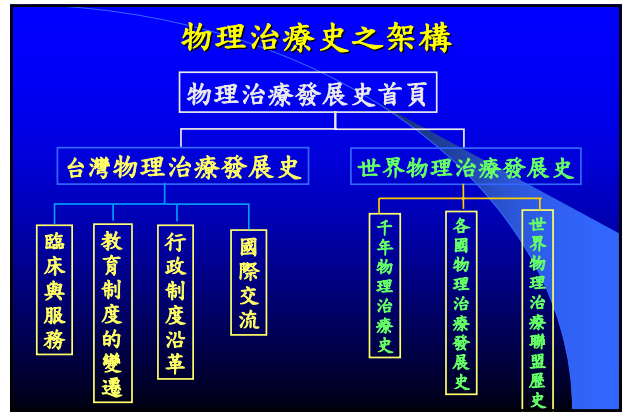 物理治療史之架構
物理治療發展史首頁
台灣物理治療發展史
世界物理治療發展史
臨床與服務
教育制度的變遷
行政制度沿革
國際交流
千年物理治療史
各國物理治療發展史
世界物理治療聯盟歷史